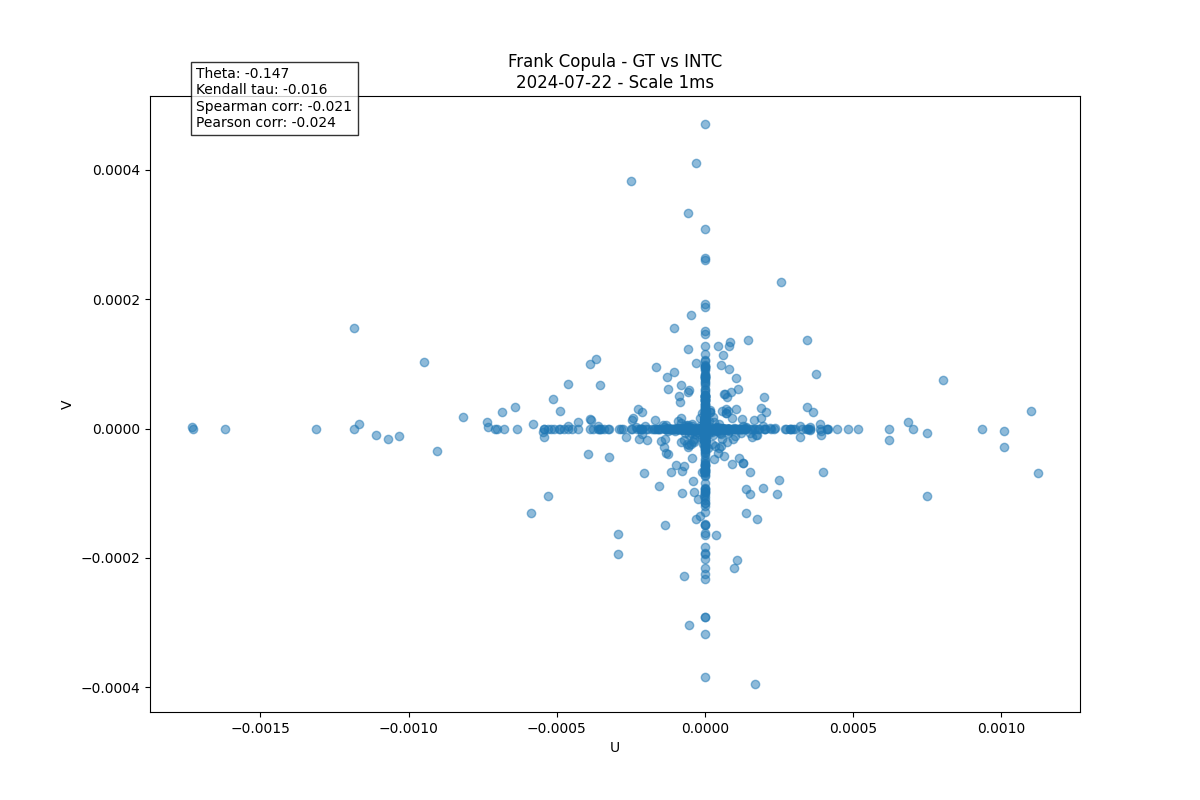 Frank Copula - GT vs INTC
2024-07-22 - Scale 1ms
Theta: -0.147
Kendall tau: -0.016
Spearman corr: -0.021
Pearson corr: -0.024
V
0.0004
0.0002
0.0000
−0.0002
−0.0004
−0.0015
−0.0010
−0.0005
0.0000
0.0005
0.0010
U